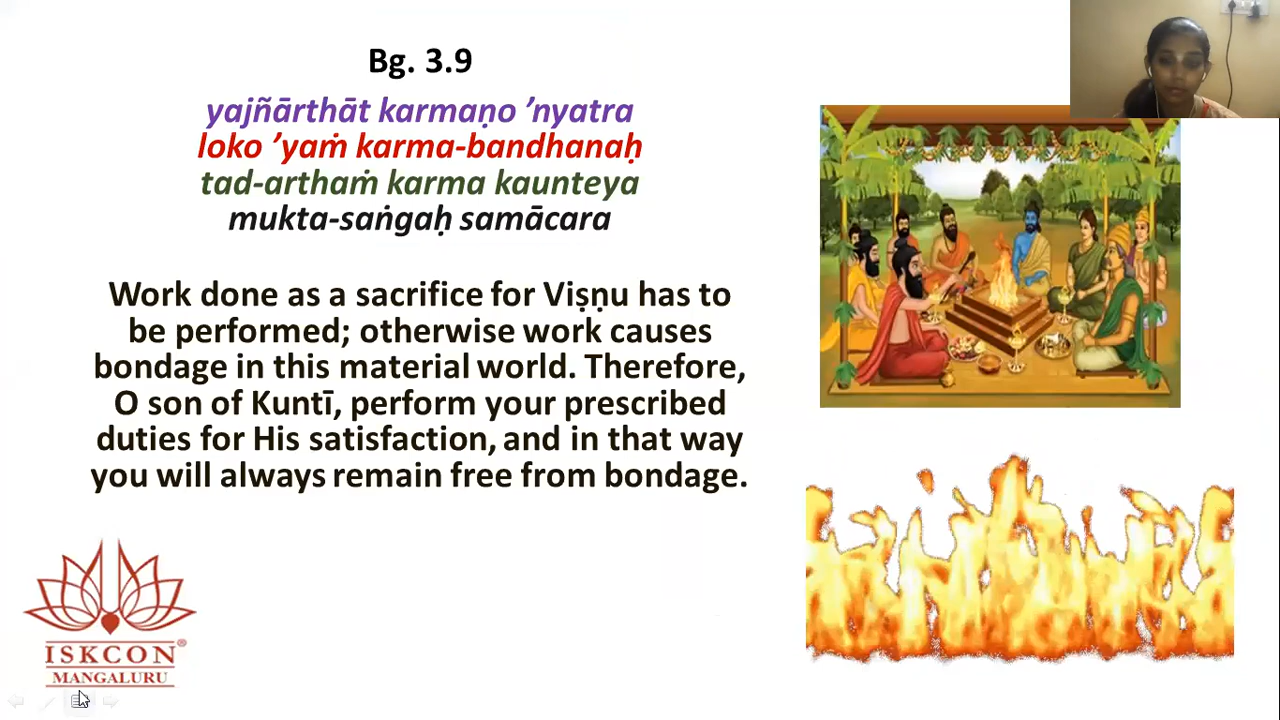 Bg. 3.9
yajñārthāt karmaṇo ’nyatra
loko ’yaṁ karma-bandhanaḥ
tad-arthaṁ karma kaunteya
mukta-saṅgaḥ samācara
Work done as a sacrifice for Viṣṇu has to
be performed; otherwise work causes
bondage in this material world. Therefore,
O son of Kuntī, perform your prescribed
duties for His satisfaction, and in that way
you will always remain free from bondage.
ISKCON®
MANGALURU